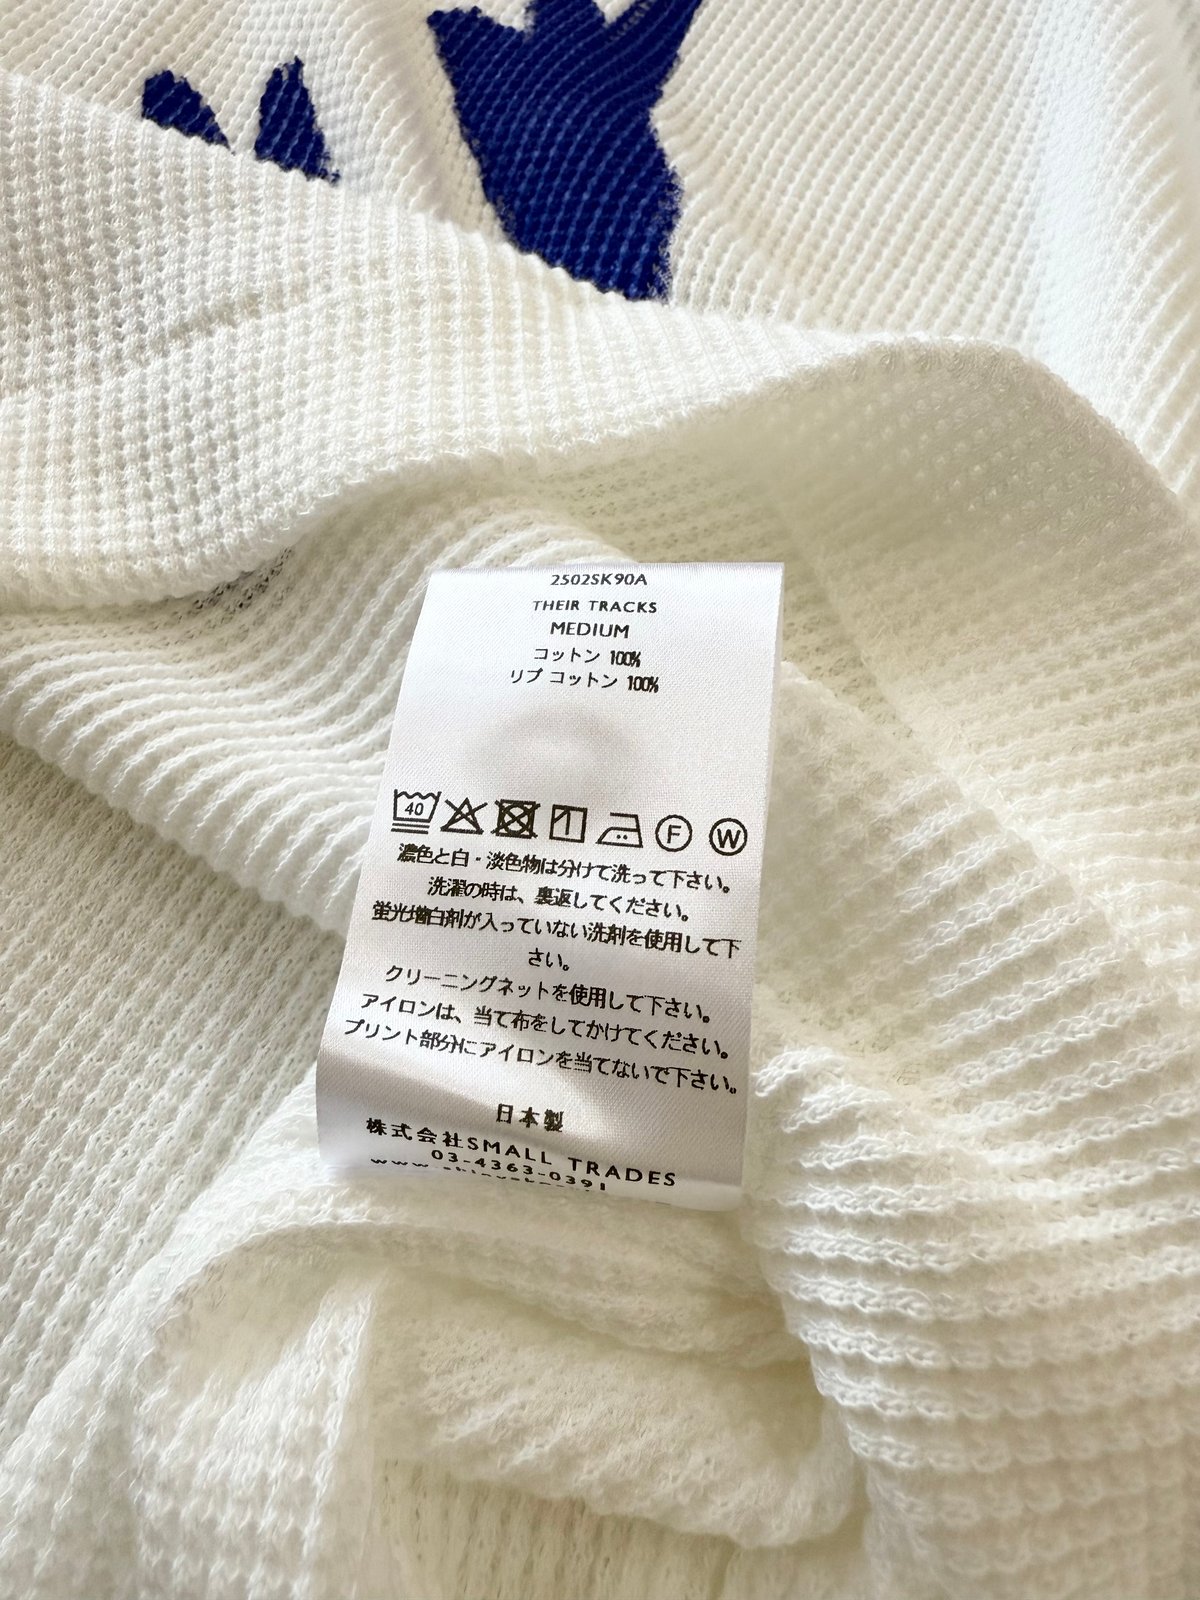 2502SK90A
THEIR TRACKS
MEDIUM
コットン 100%
リブ コットン 100%
40
F
W
濃色と白・淡色物は分けて洗って下さい。
洗濯の時は、裏返してください。
蛍光増白剤が入っていない洗剤を使用して下
さい。
クリーニングネットを使用して下さい。
アイロンは、当て布をしてかけてください。
プリント部分にアイロンを当てないで下さい。
日本製
株式会社SMALL TRADES
03-4363-0391